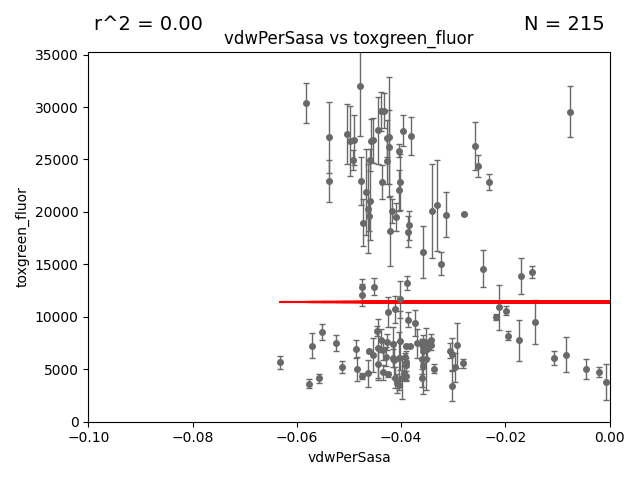 r^2 = 0.00
N = 215
vdwPerSasa vs toxgreen_fluor
35000
30000
25000
20000
15000
10000
5000
0
toxgreen_fluor
−0.10
−0.08
−0.06
−0.04
−0.02
0.00
vdwPerSasa